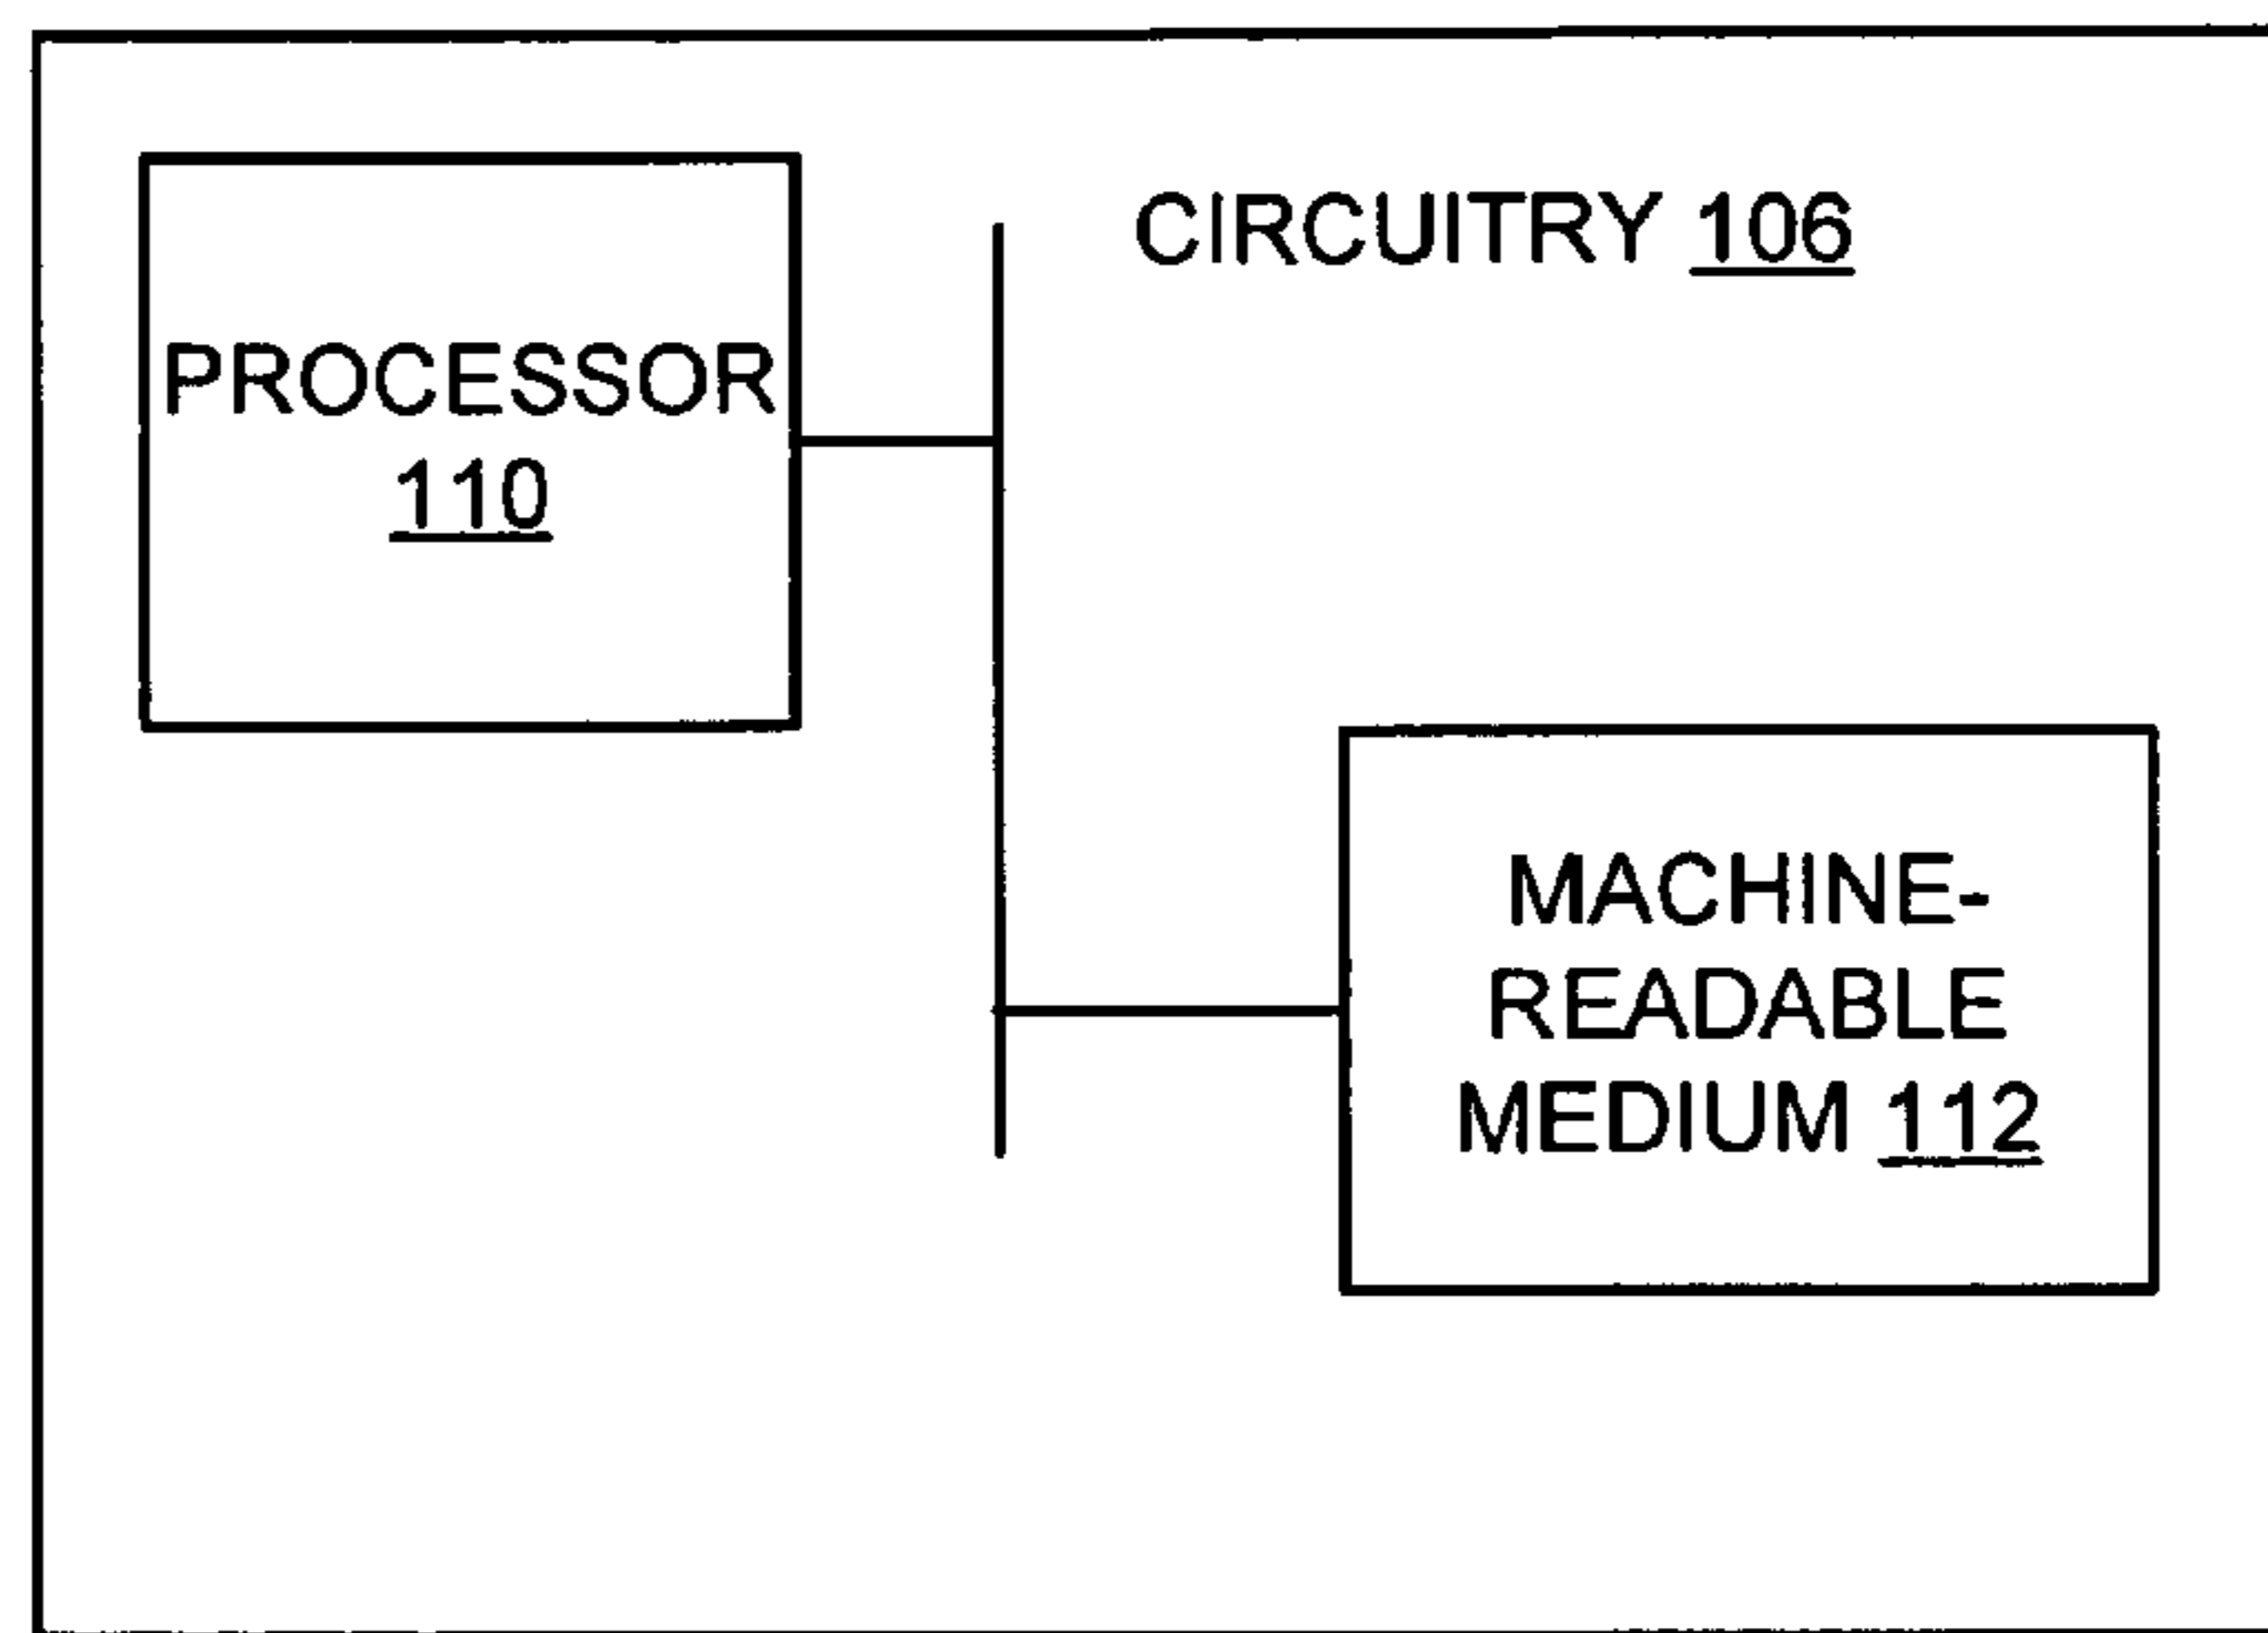 CIRCUITRY 106
PROCESSOR
110
MACHINE-
READABLE
MEDIUM 112